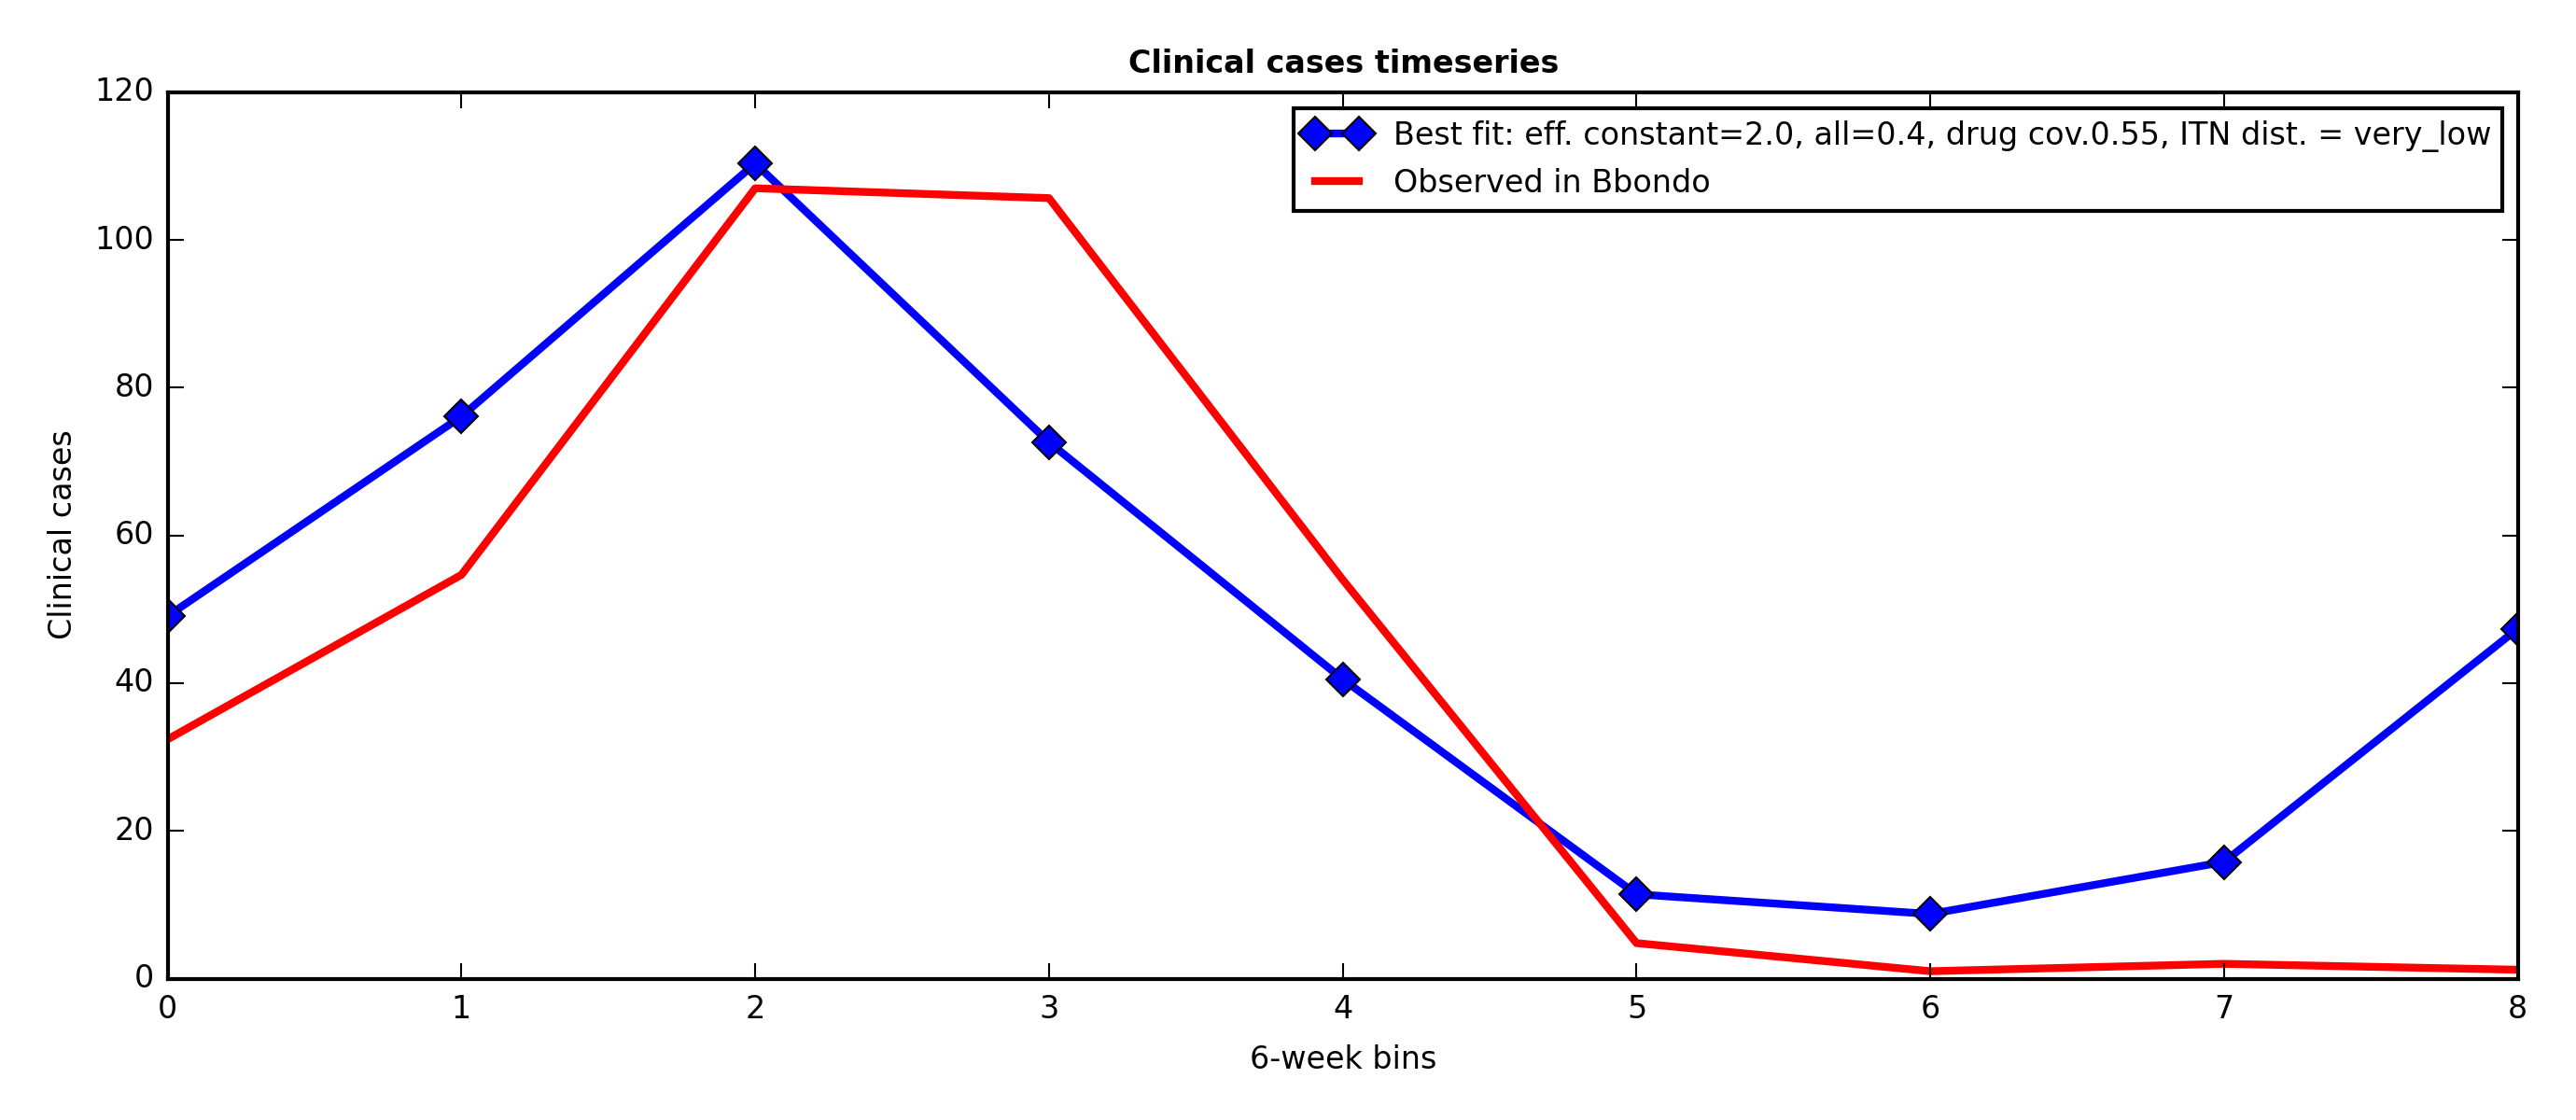 Clinical cases timeseries
120
100
80
60
40
20
0
Clinical cases
Best fit: eff. constant=2.0, all=0.4, drug cov.0.55, ITN dist. = very_low
Observed in Bbondo
0 1 2 3 4 5 6 7 8
6-week bins